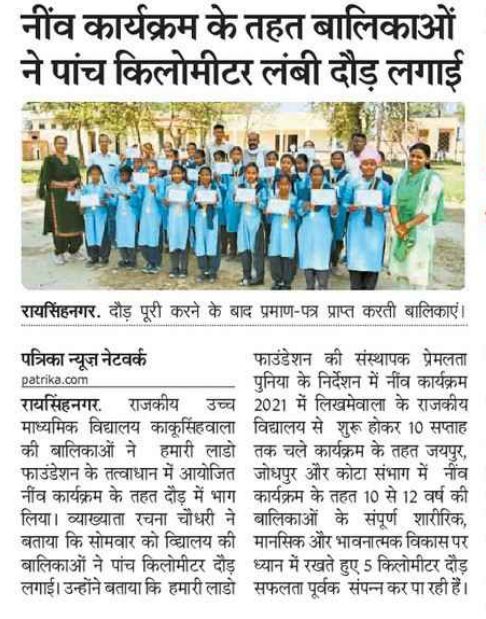 नींव कार्यक्रम के तहत बालिकाओं
ने पांच किलोमीटर लंबी दौड़ लगाई
रायसिंहनगर. दौड़ पूरी करने के बाद प्रमाण-पत्र प्राप्त करती बालिकाएं।
पत्रिका न्यूज़ नेटवर्क
patrika.com
रायसिंहनगर. राजकीय उच्च
माध्यमिक विद्यालय काकूसिंहवाला
की बालिकाओं ने हमारी लाडो
फाउंडेशन के तत्वाधान में आयोजित
नींव कार्यक्रम के तहत दौड़ में भाग
लिया। व्याख्याता रचना चौधरी ने
बताया कि सोमवार को विद्यालय की
बालिकाओं ने पांच किलोमीटर दौड़
लगाई। उन्होंने बताया कि हमारी लाडो
फाउंडेशन की संस्थापक प्रेमलता
पुनिया के निर्देशन में नींव कार्यक्रम
2021 में लिखमेवाला के राजकीय
विद्यालय से शुरू होकर 10 सप्ताह
तक चले कार्यक्रम के तहत जयपुर,
जोधपुर और कोटा संभाग में नींव
कार्यक्रम के तहत 10 से 12 वर्ष की
बालिकाओं के संपूर्ण शारीरिक,
मानसिक और भावनात्मक विकास पर
ध्यान में रखते हुए 5 किलोमीटर दौड़
सफलता पूर्वक संपन्न कर पा रही हैं।